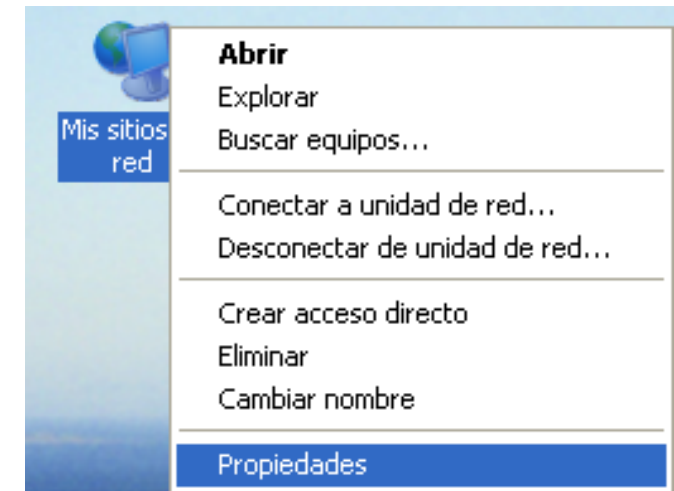 Mis sitios
red
Abrir
Explorar
Buscar equipos...
Conectar a unidad de red...
Desconectar de unidad de red...
Crear acceso directo
Eliminar
Cambiar nombre
Propiedades